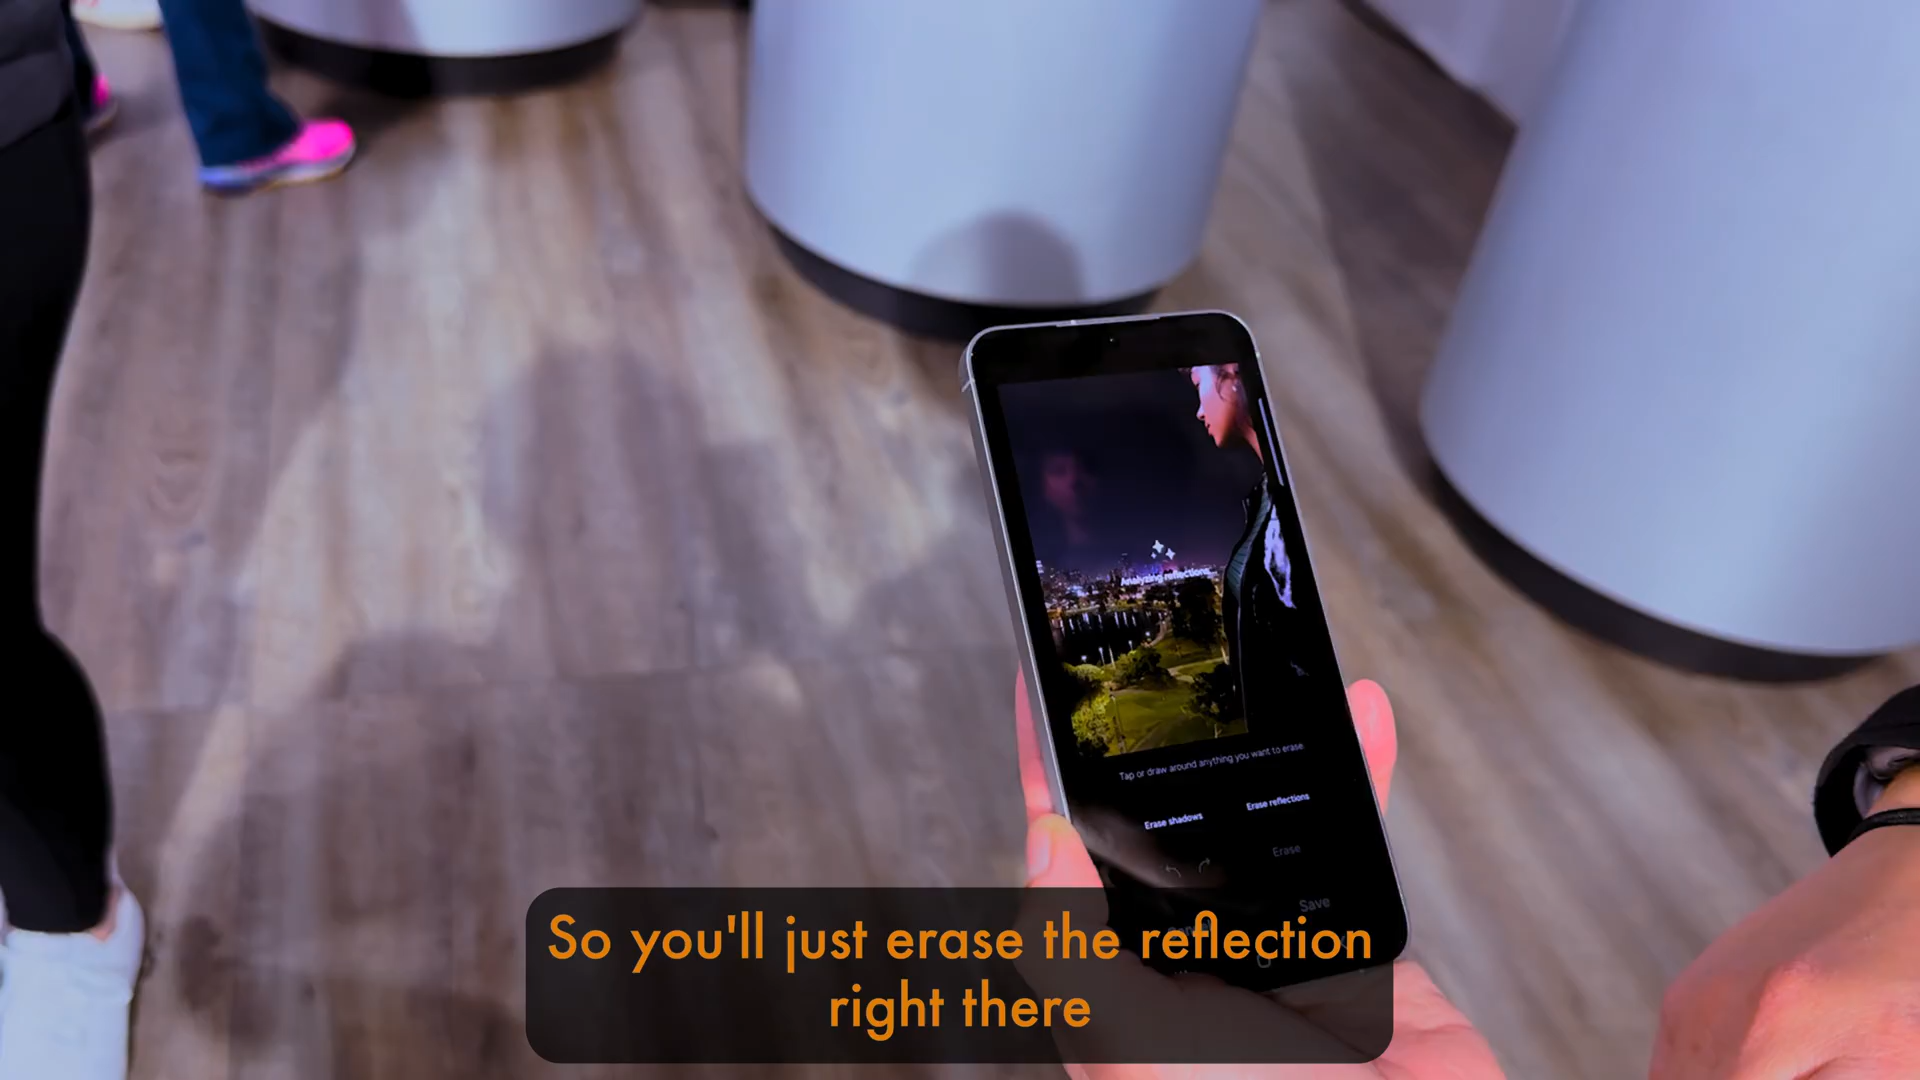 Analyzing reflections...
Tap or draw around anything you want to erase.
Erase shadows
Erase reflections
Erase
Save
So you'll just erase the reflection
right there